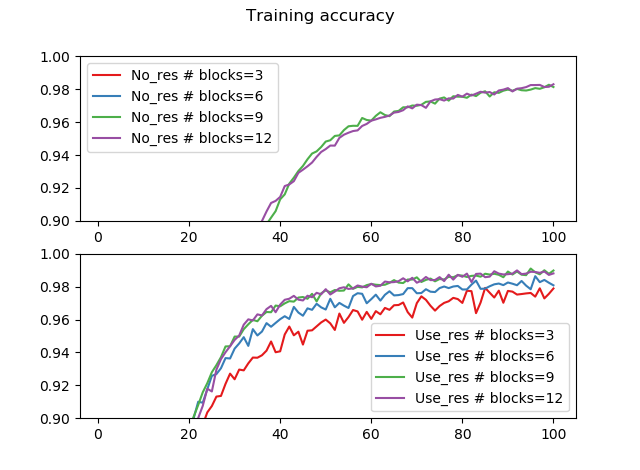 Training accuracy
1.00
0.98
0.96
0.94
0.92
0.90
No_res # blocks=3
No_res # blocks=6
No_res # blocks=9
No_res # blocks=12
0 20 40 60 80 100
1.00
0.98
0.96
0.94
0.92
0.90
Use_res # blocks=3
Use_res # blocks=6
Use_res # blocks=9
Use_res # blocks=12
0 20 40 60 80 100